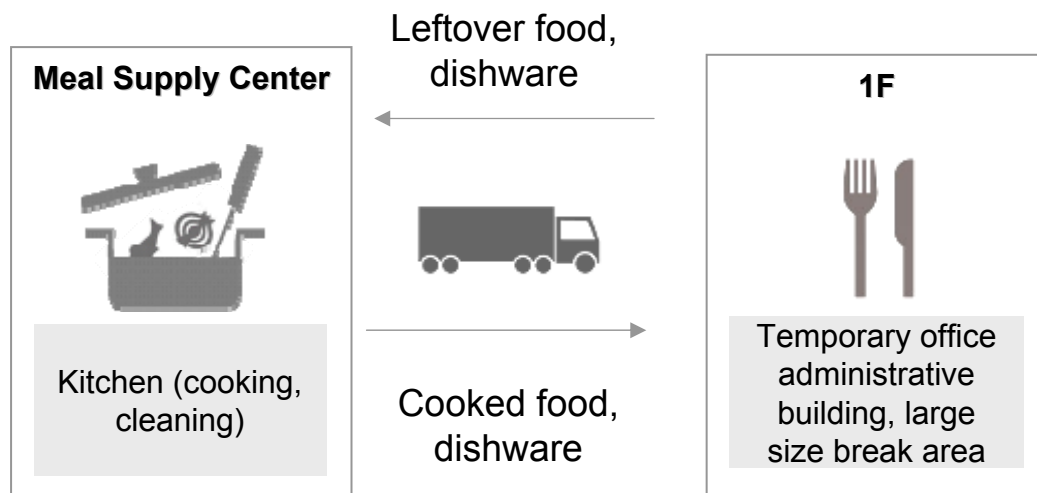 Meal Supply Center
Kitchen (cooking,
cleaning)
Leftover food,
dishware
Cooked food,
dishware
1F
Temporary office
administrative
building, large
size break area